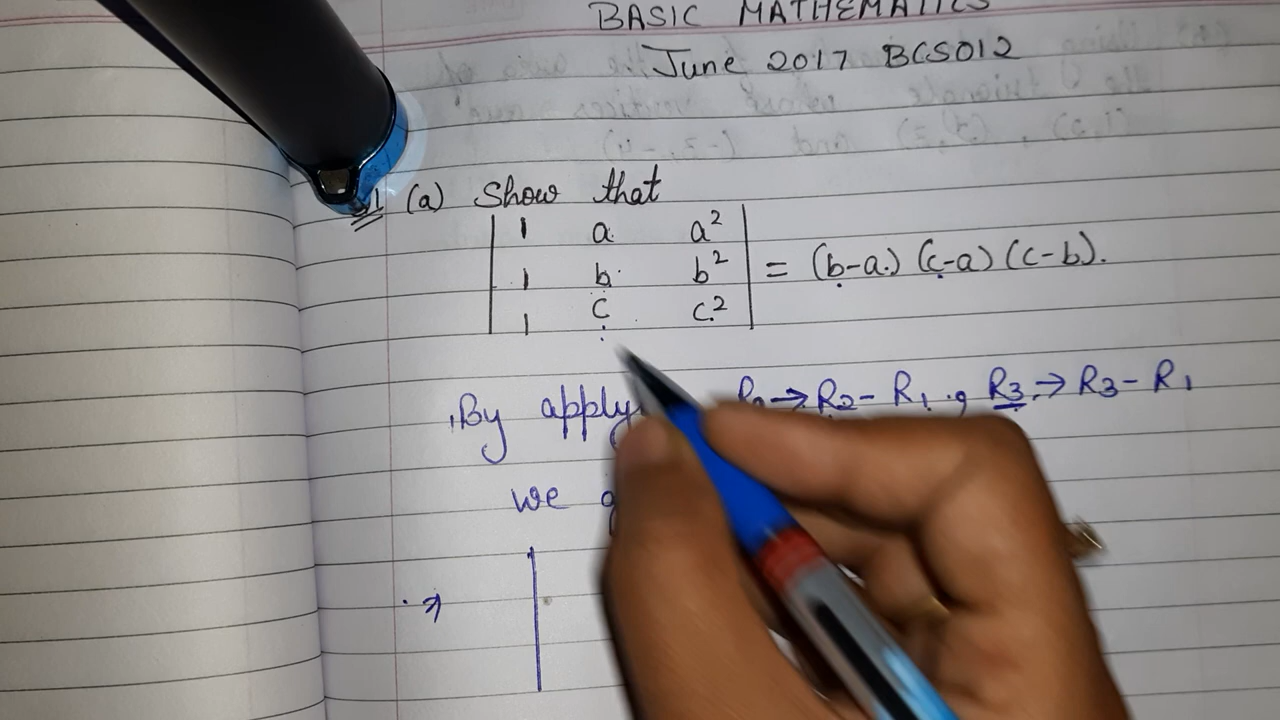 BASIC MATHEMATICS
June 2017 BCS012
(a) Show that
| 1 a a² |
| 1 b b² | = (b-a) (c-a) (c-b).
| 1 c c² |
By apply R2→R2-R1, R3→R3-R1
we
→ |